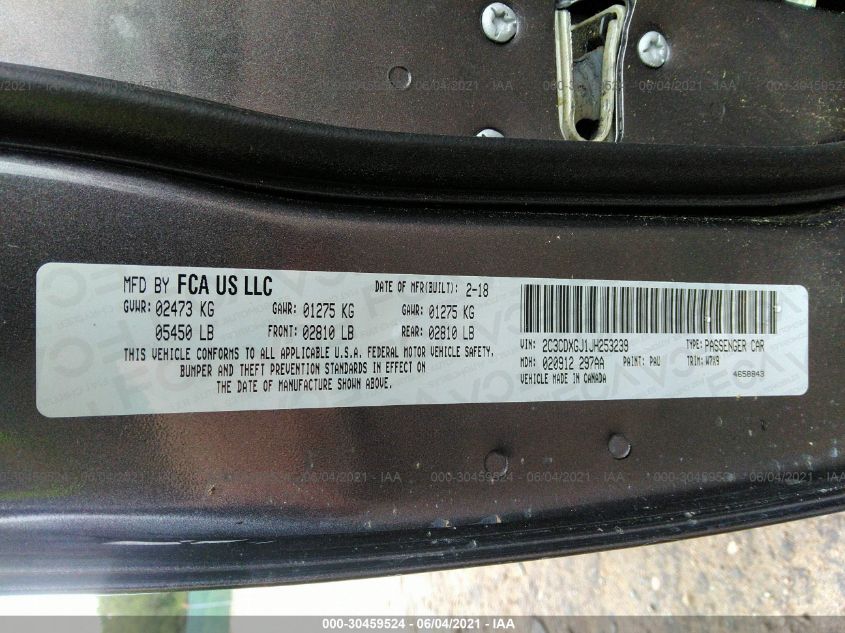 MFD BY FCA US LLC DATE OF MFR(BUILT): 2-18
GVWR: 02473 KG GAWR: 01275 KG GAWR: 01275 KG
05450 LB FRONT: 02810 LB REAR: 02810 LB
THIS VEHICLE CONFORMS TO ALL APPLICABLE U.S.A. FEDERAL MOTOR VEHICLE SAFETY,
BUMPER AND THEFT PREVENTION STANDARDS IN EFFECT ON
THE DATE OF MANUFACTURE SHOWN ABOVE.
VIN: 2C3CDXGJ1JH253239 TYPE: PASSENGER CAR
MDH: 020912 297AA PAINT: PAU TRIM: W7X9
VEHICLE MADE IN CANADA 4658843
000-30459524 - 06/04/2021 - IAA